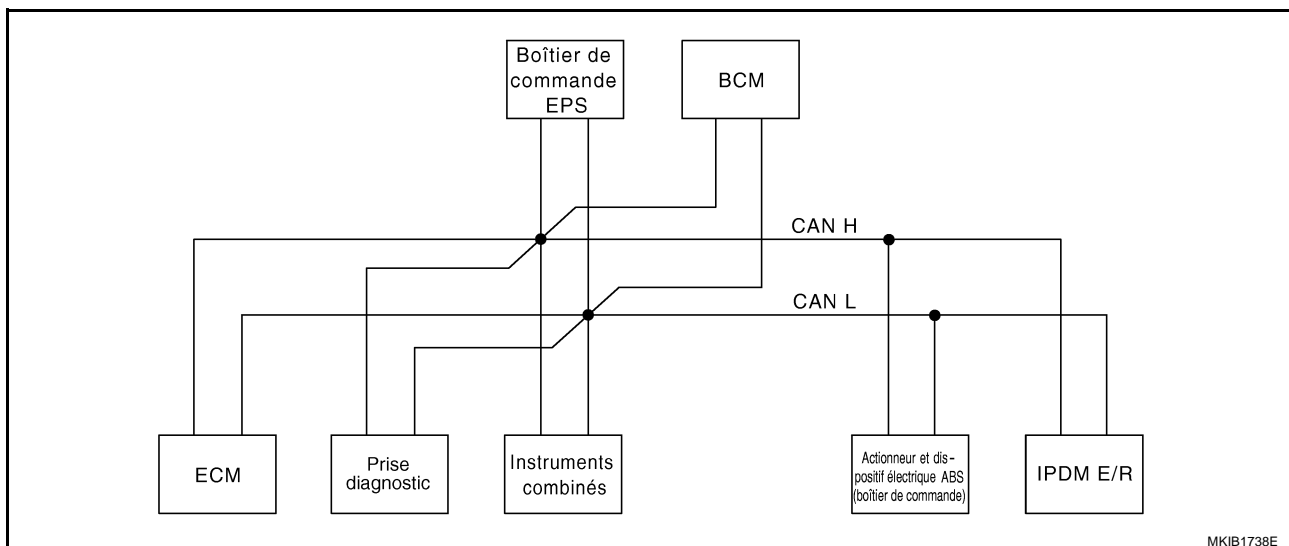 Boîtier de
commande
EPS
BCM
CAN H
CAN L
ECM
Prise
diagnostic
Instruments
combinés
Actionneur et dis-
positif électrique ABS
(boîtier de commande)
IPDM E/R
MKIB1738E